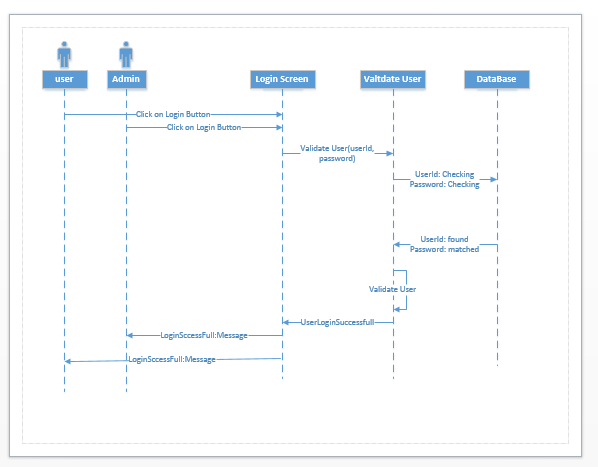 user
Admin
Login Screen
Valtdate User
DataBase
Click on Login Button
Click on Login Button
Validate User(userId,
password)
UserId: Checking
Password: Checking
UserId: found
Password: matched
Validate User
UserLoginSuccessfull
LoginSccessFull:Message
LoginSccessFull:Message